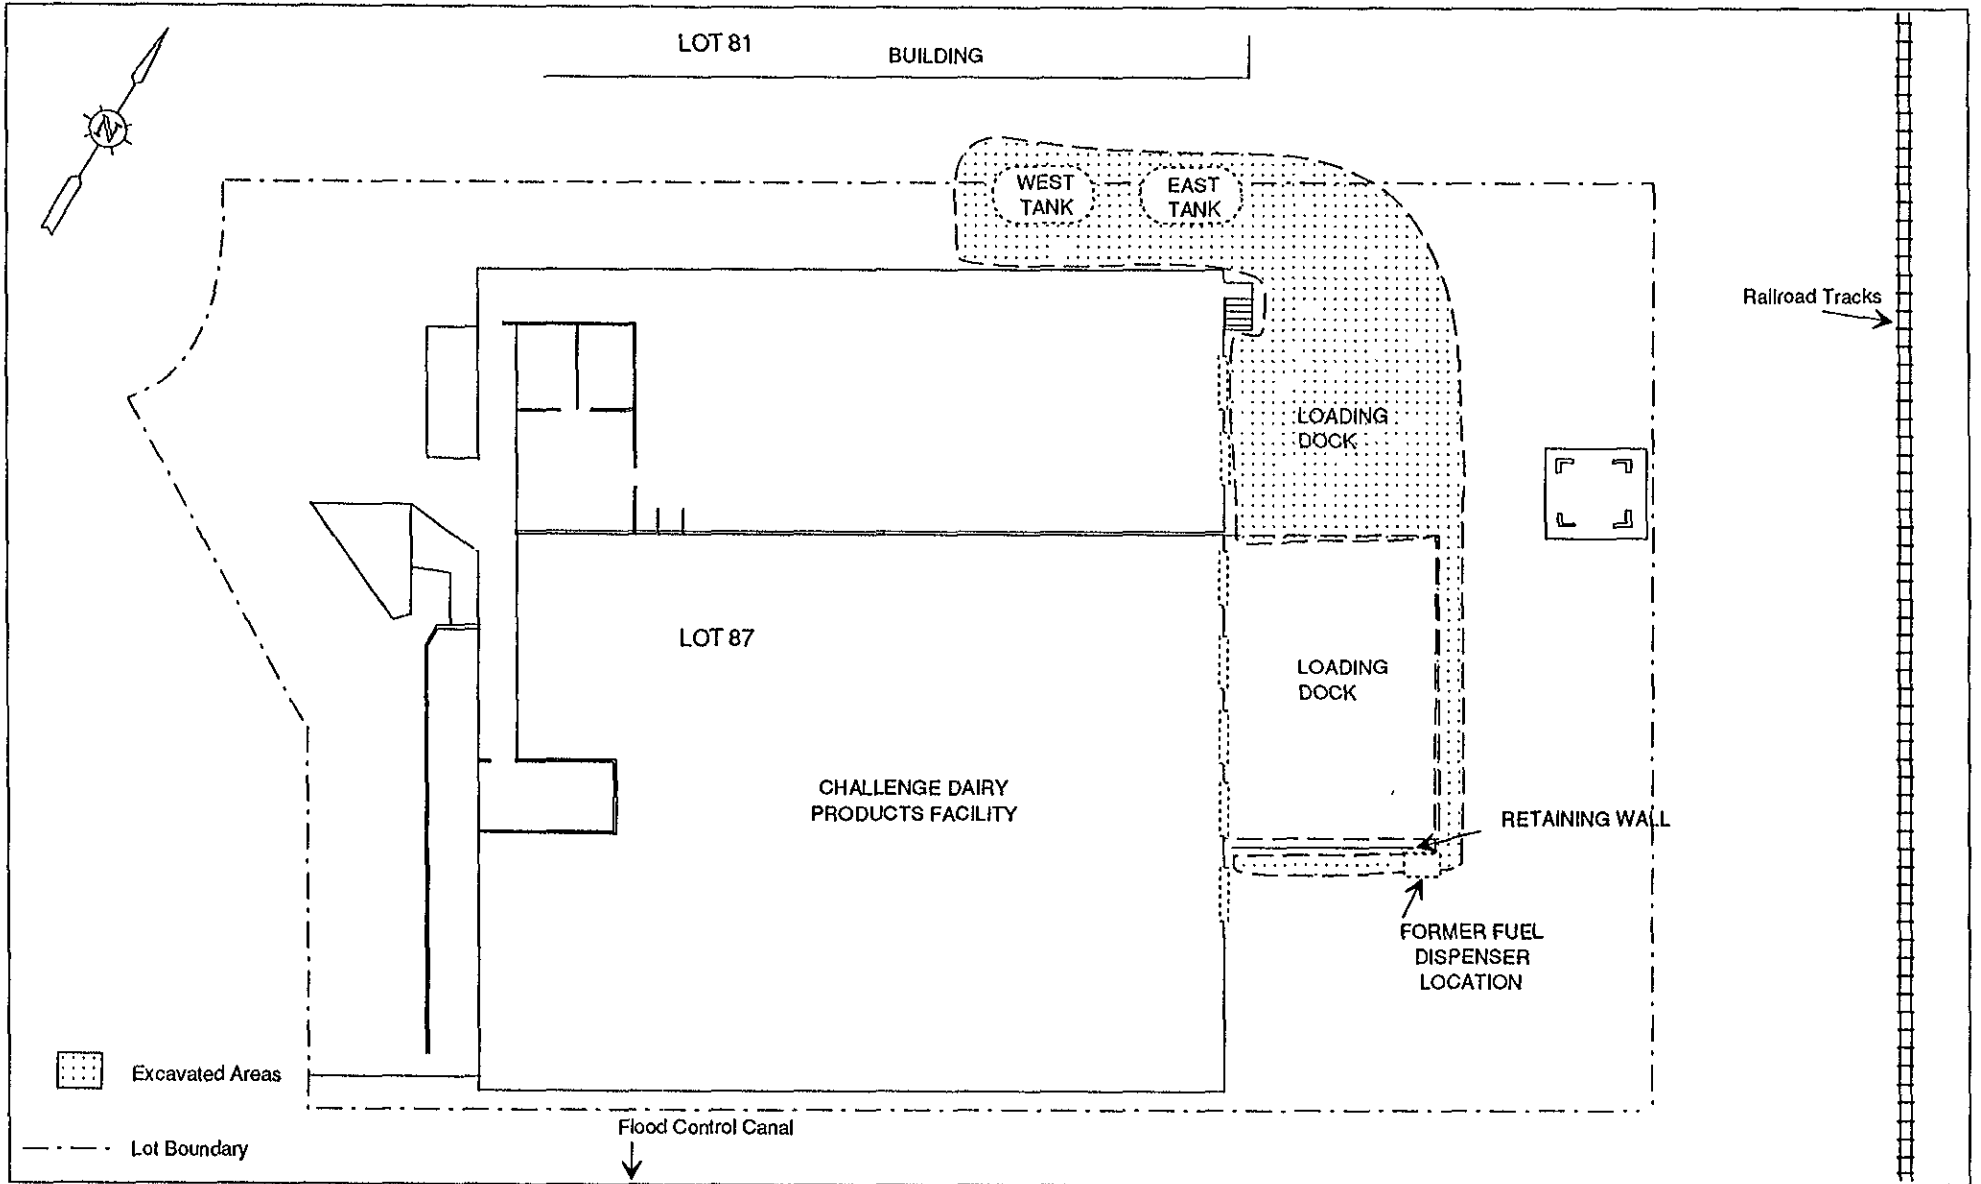 LOT 81
BUILDING
N
WEST
TANK
EAST
TANK
Railroad Tracks
LOADING
DOCK
LOT 87
LOADING
DOCK
CHALLENGE DAIRY
PRODUCTS FACILITY
RETAINING WALL
FORMER FUEL
DISPENSER
LOCATION
Excavated Areas
Flood Control Canal
Lot Boundary